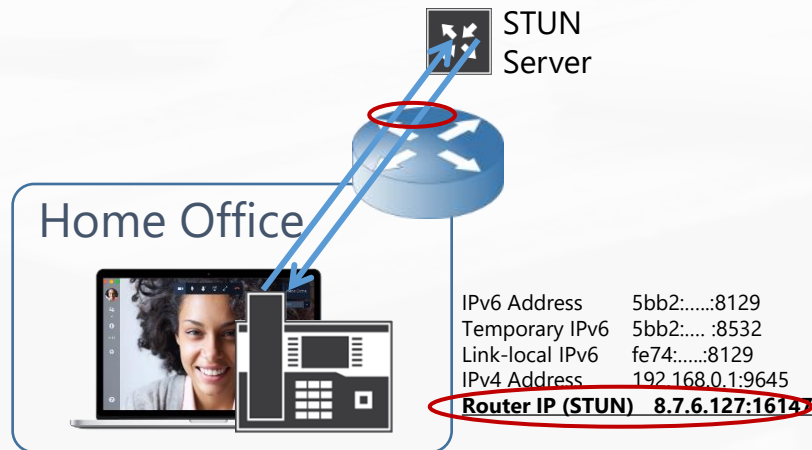 STUN
Server
Home Office
IPv6 Address 5bb2:.....:8129
Temporary IPv6 5bb2:.... :8532
Link-local IPv6 fe74:.....:8129
IPv4 Address 192.168.0.1:9645
Router IP (STUN) 8.7.6.127:16147